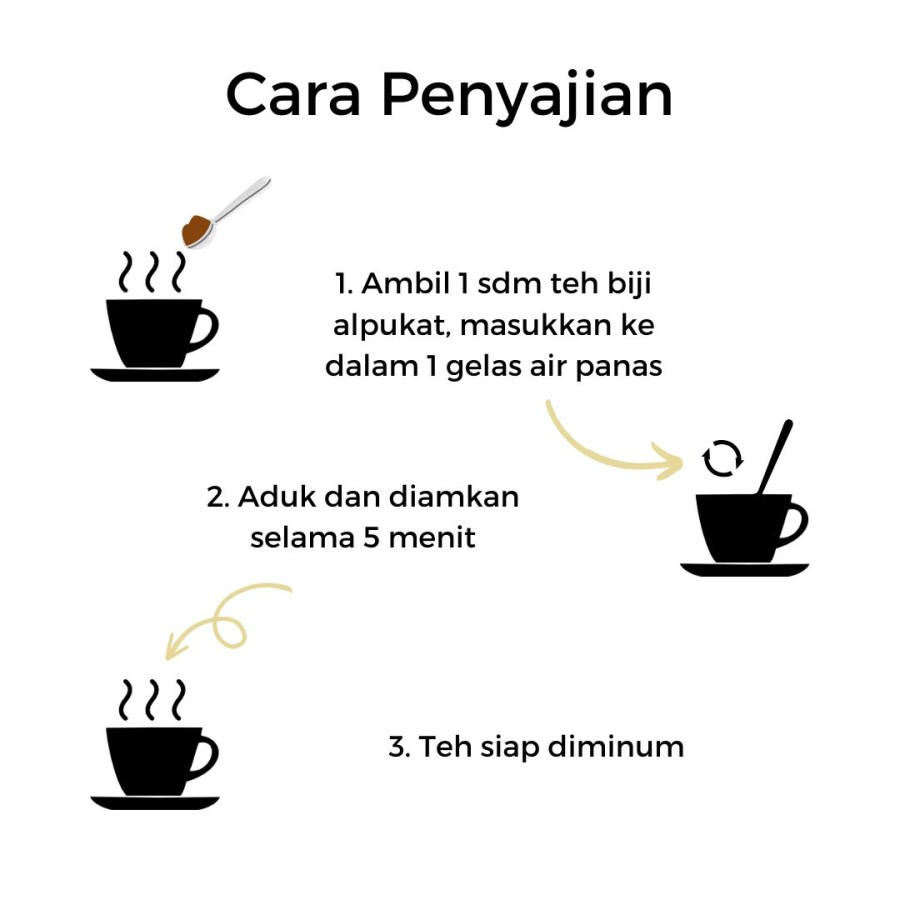 Cara Penyajian
1. Ambil 1 sdm teh biji
alpukat, masukkan ke
dalam 1 gelas air panas
2. Aduk dan diamkan
selama 5 menit
3. Teh siap diminum